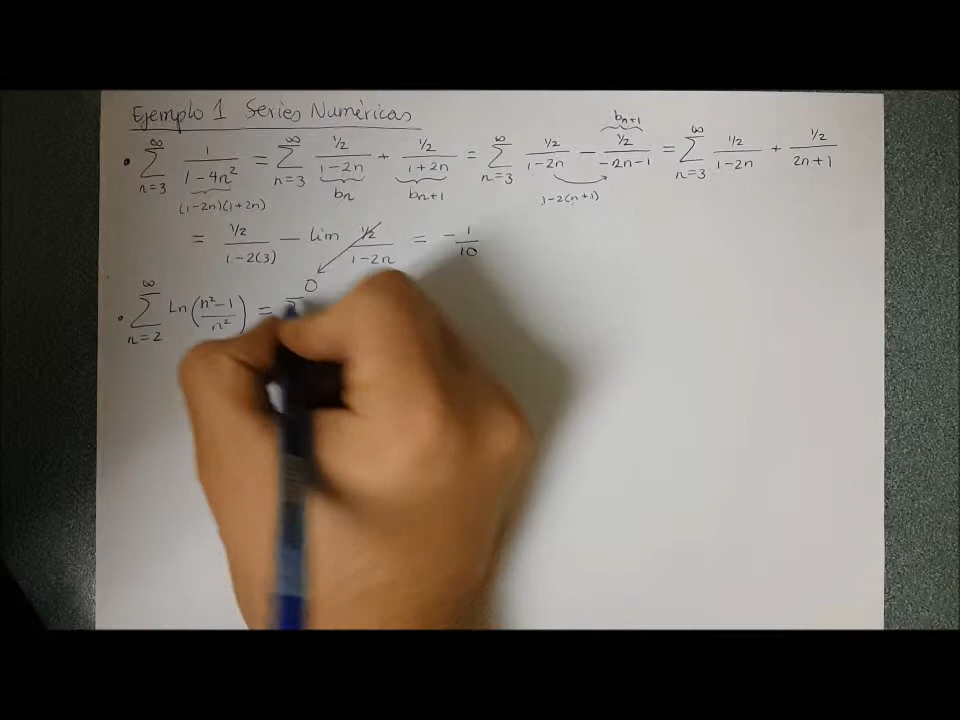 Ejemplo 1 Series Numéricas
• ∑_{n=3}^{∞} 1/(1-4n²) = ∑_{n=3}^{∞} (1/2)/(1-2n) + (1/2)/(1+2n) = ∑_{n=3}^{∞} (1/2)/(1-2n) - (1/2)/(-2n-1) = ∑_{n=3}^{∞} (1/2)/(1-2n) + (1/2)/(2n+1)
(1-2n)(1+2n) bn bn+1 1-2(n+1) bn+1
= (1/2)/(1-2(3)) - lim (1/2)/(1-2n) = -1/10
0
• ∑_{n=2}^{∞} Ln((n²-1)/n²) =